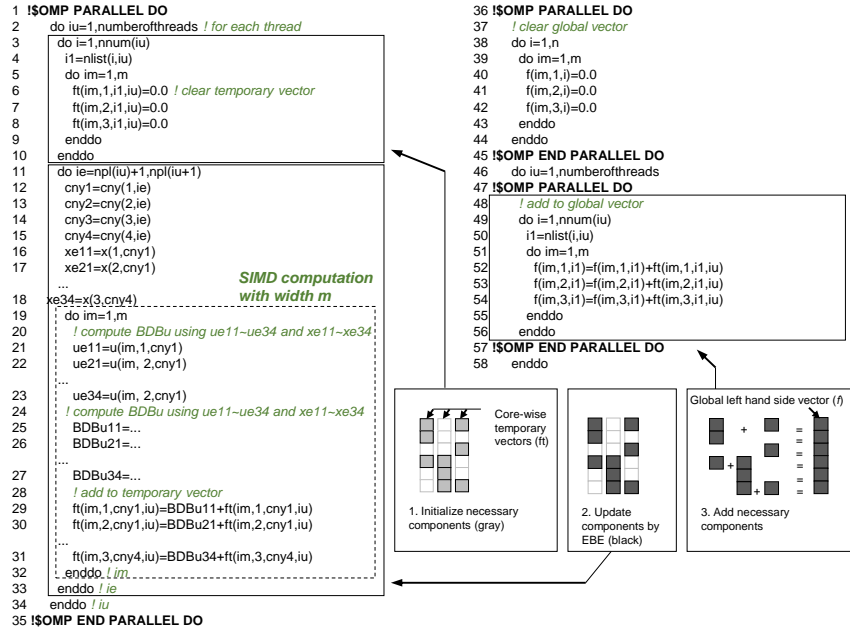 1 !$OMP PARALLEL DO
2 do iu=1,numberofthreads ! for each thread
3 do i=1,nnum(iu)
4 i1=nlist(i,iu)
5 do im=1,m
6 ft(im,1,i1,iu)=0.0 ! clear temporary vector
7 ft(im,2,i1,iu)=0.0
8 ft(im,3,i1,iu)=0.0
9 enddo
10 enddo
11 do ie=npl(iu)+1,npl(iu+1)
12 cny1=cny(1,ie)
13 cny2=cny(2,ie)
14 cny3=cny(3,ie)
15 cny4=cny(4,ie)
16 xe11=x(1,cny1)
17 xe21=x(2,cny1)
...
18 xe34=x(3,cny4)
SIMD computation
with width m
19 do im=1,m
20 ! compute BDBu using ue11~ue34 and xe11~xe34
21 ue11=u(im,1,cny1)
22 ue21=u(im, 2,cny1)
...
23 ue34=u(im, 2,cny1)
24 ! compute BDBu using ue11~ue34 and xe11~xe34
25 BDBu11=...
26 BDBu21=...
...
27 BDBu34=...
28 ! add to temporary vector
29 ft(im,1,cny1,iu)=BDBu11+ft(im,1,cny1,iu)
30 ft(im,2,cny1,iu)=BDBu21+ft(im,2,cny1,iu)
...
31 ft(im,3,cny4,iu)=BDBu34+ft(im,3,cny4,iu)
32 enddo ! im
33 enddo ! ie
34 enddo ! iu
35 !$OMP END PARALLEL DO
36 !$OMP PARALLEL DO
37 ! clear global vector
38 do i=1,n
39 do im=1,m
40 f(im,1,i)=0.0
41 f(im,2,i)=0.0
42 f(im,3,i)=0.0
43 enddo
44 enddo
45 !$OMP END PARALLEL DO
46 do iu=1,numberofthreads
47 !$OMP PARALLEL DO
48 ! add to global vector
49 do i=1,nnum(iu)
50 i1=nlist(i,iu)
51 do im=1,m
52 f(im,1,i1)=f(im,1,i1)+ft(im,1,i1,iu)
53 f(im,2,i1)=f(im,2,i1)+ft(im,2,i1,iu)
54 f(im,3,i1)=f(im,3,i1)+ft(im,3,i1,iu)
55 enddo
56 enddo
57 !$OMP END PARALLEL DO
58 enddo
Core-wise
temporary
vectors (ft)
1. Initialize necessary
components (gray)
2. Update
components by
EBE (black)
Global left hand side vector (f)
+ =
=
=
+ =
=
+ =
3. Add necessary
components